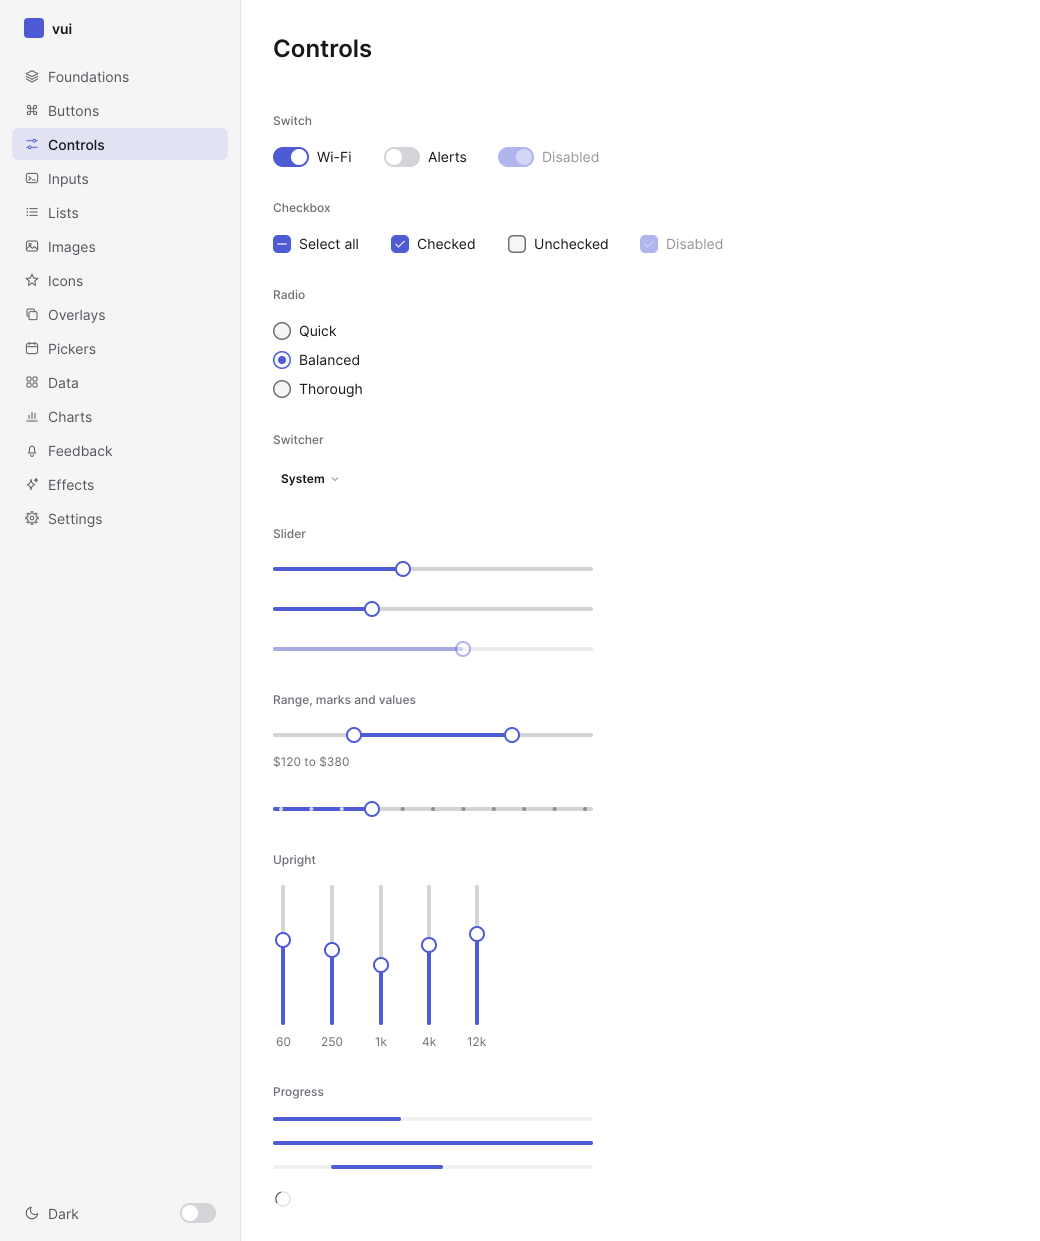 vui
Foundations
Buttons
Controls
Inputs
Lists
Images
Icons
Overlays
Pickers
Data
Charts
Feedback
Effects
Settings
Dark
Controls
Switch
Wi-Fi Alerts Disabled
Checkbox
Select all Checked Unchecked Disabled
Radio
Quick
Balanced
Thorough
Switcher
System
Slider
Range, marks and values
$120 to $380
Upright
60 250 1k 4k 12k
Progress